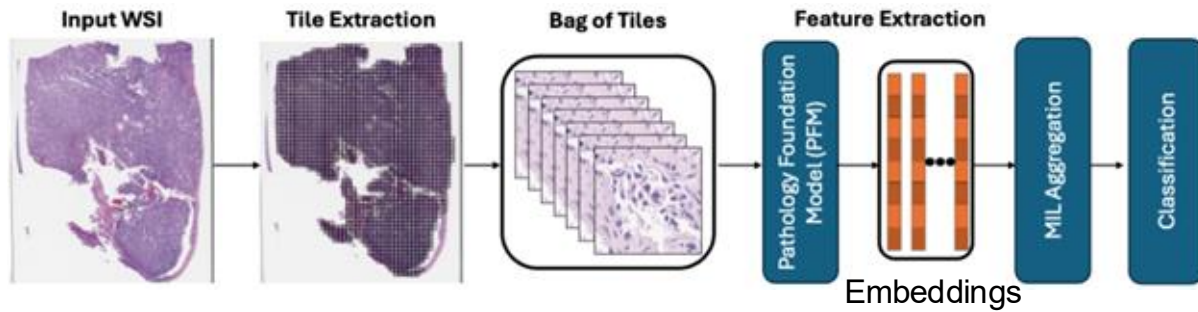 Input WSI
Tile Extraction
Bag of Tiles
Feature Extraction
Pathology Foundation
Model (PFM)
Embeddings
MIL Aggregation
Classification